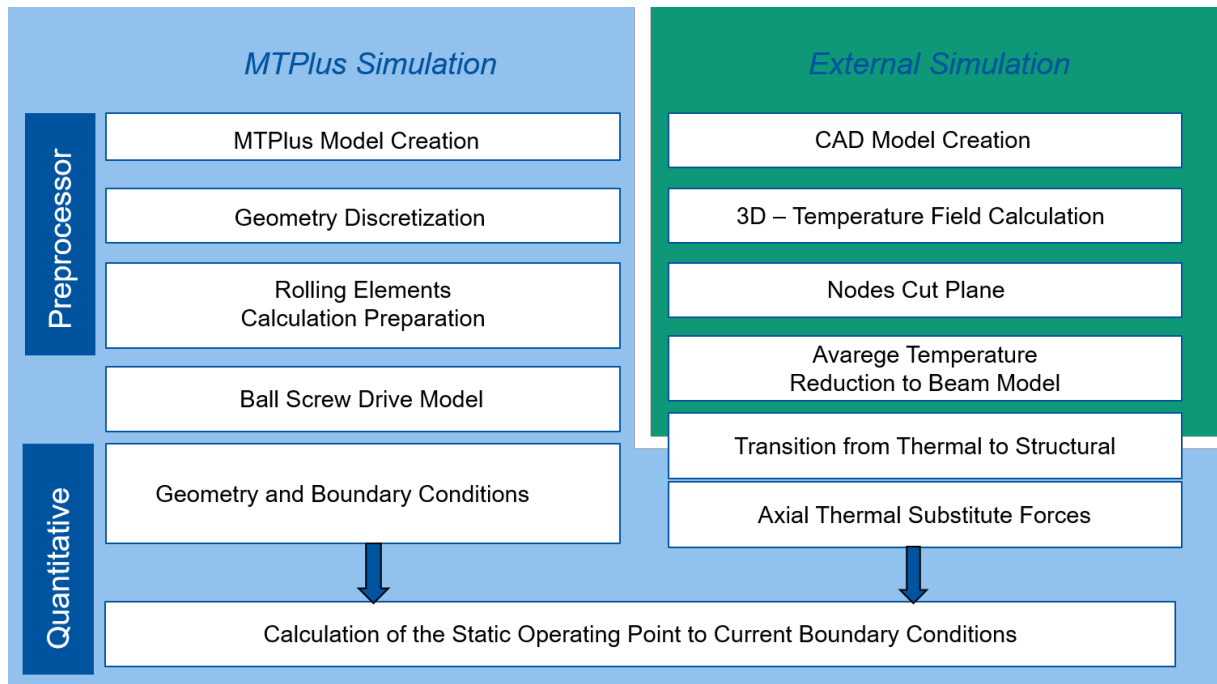 MTPlus Simulation
External Simulation
Preprocessor
MTPlus Model Creation
Geometry Discretization
Rolling Elements
Calculation Preparation
Ball Screw Drive Model
CAD Model Creation
3D – Temperature Field Calculation
Nodes Cut Plane
Avarege Temperature
Reduction to Beam Model
Transition from Thermal to Structural
Quantitative
Geometry and Boundary Conditions
Axial Thermal Substitute Forces
Calculation of the Static Operating Point to Current Boundary Conditions